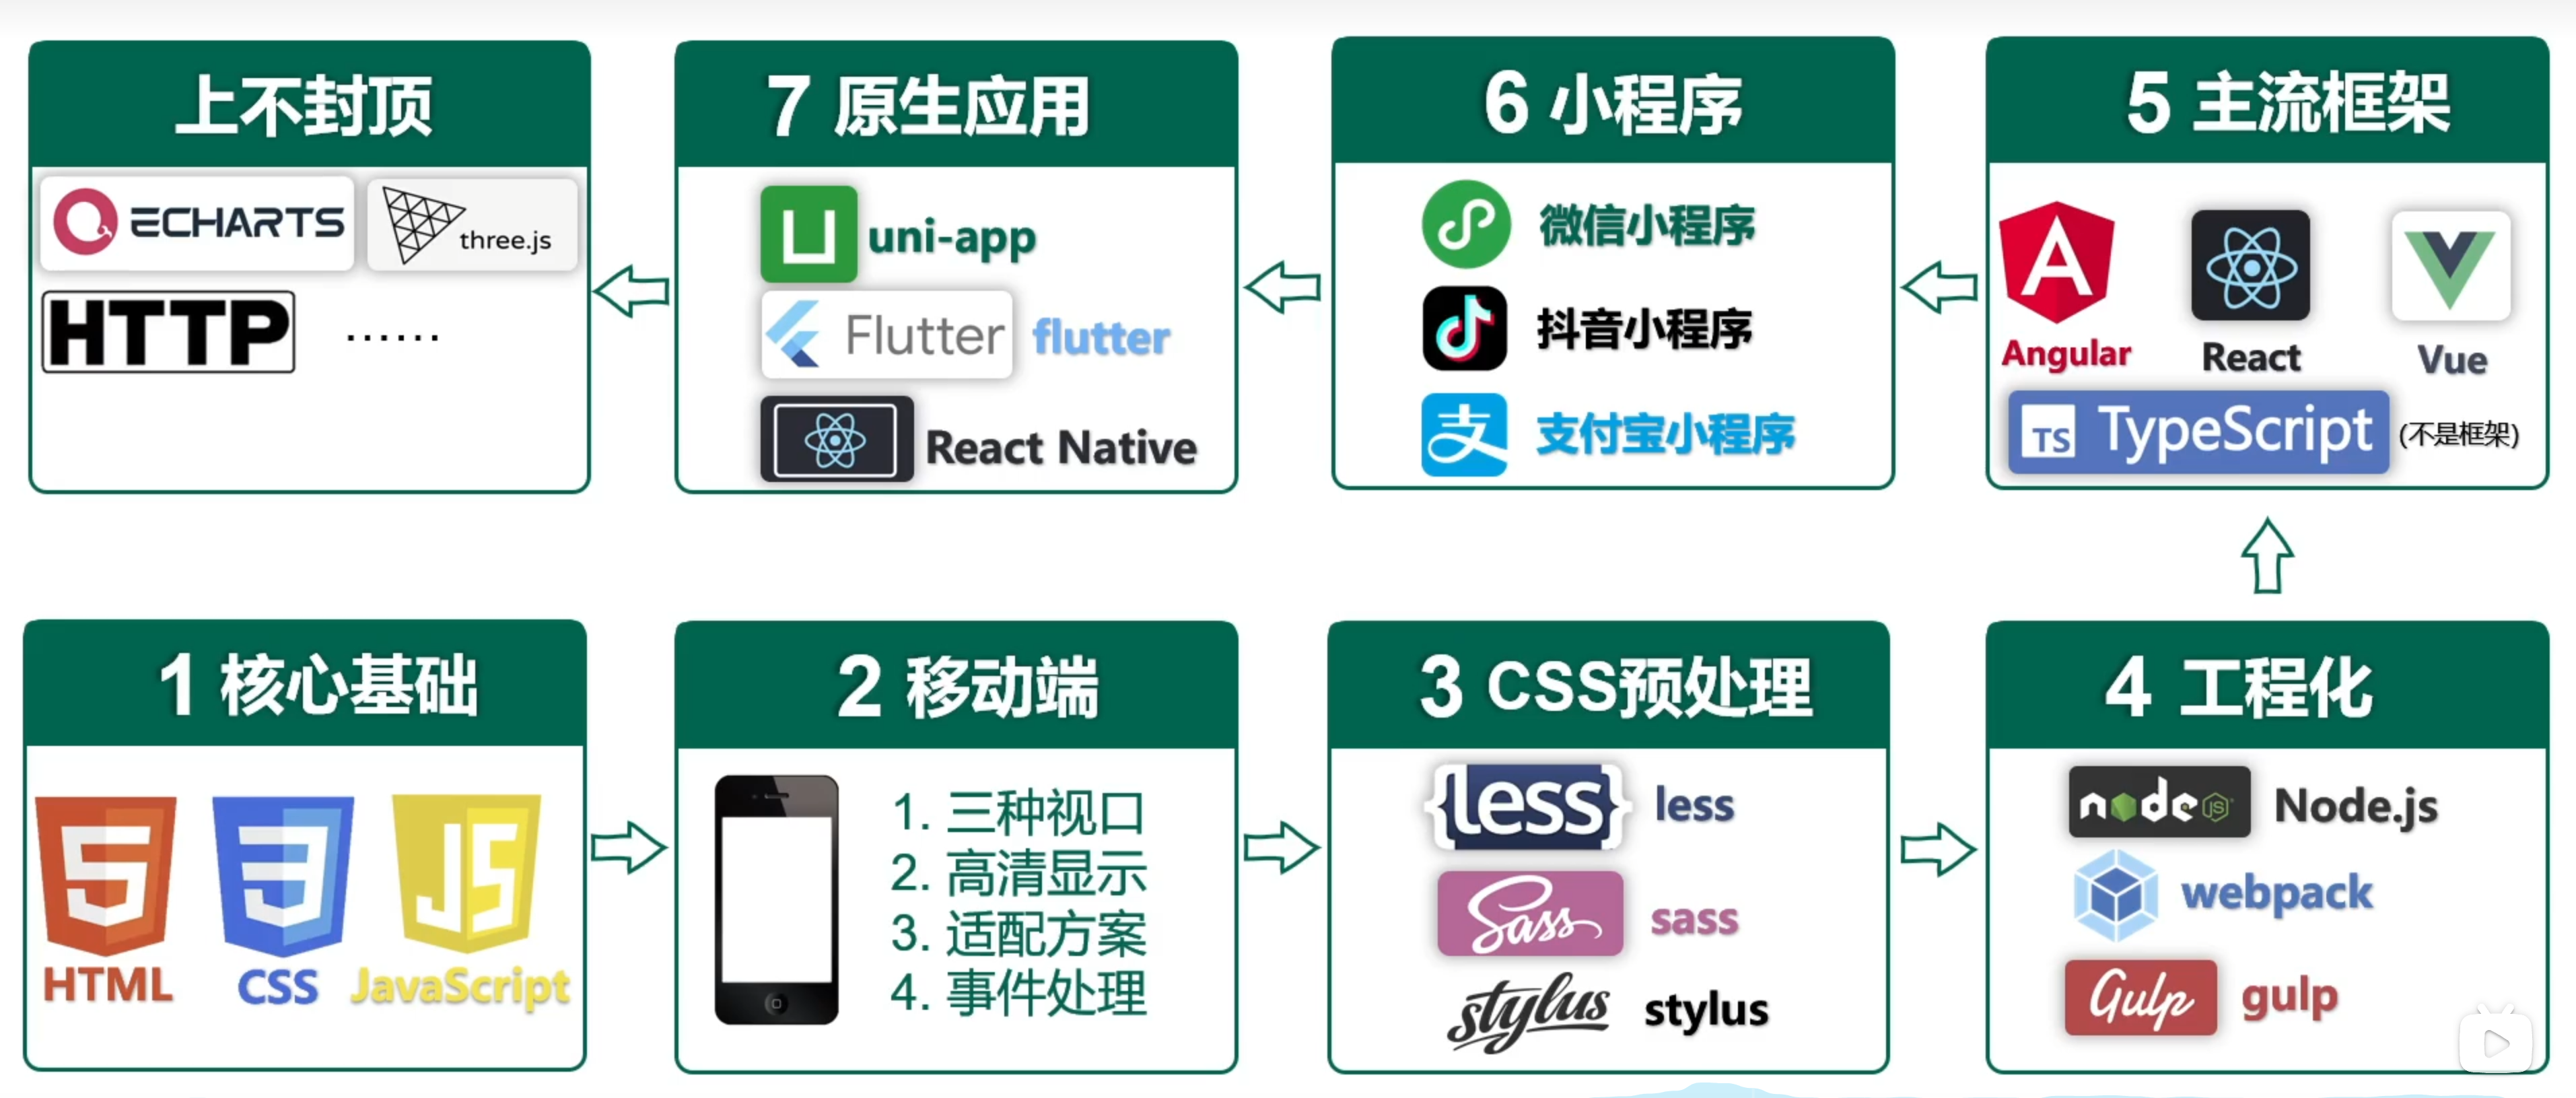 上不封顶
ECHARTS
three.js
HTTP
......
7 原生应用
uni-app
Flutter flutter
React Native
6 小程序
微信小程序
抖音小程序
支付宝小程序
5 主流框架
Angular
React
Vue
TS TypeScript (不是框架)
1 核心基础
5 3 JS
HTML CSS JavaScript
2 移动端
1. 三种视口
2. 高清显示
3. 适配方案
4. 事件处理
3 CSS预处理
{less} less
Sass sass
stylus stylus
4 工程化
node JS Node.js
webpack
Gulp gulp